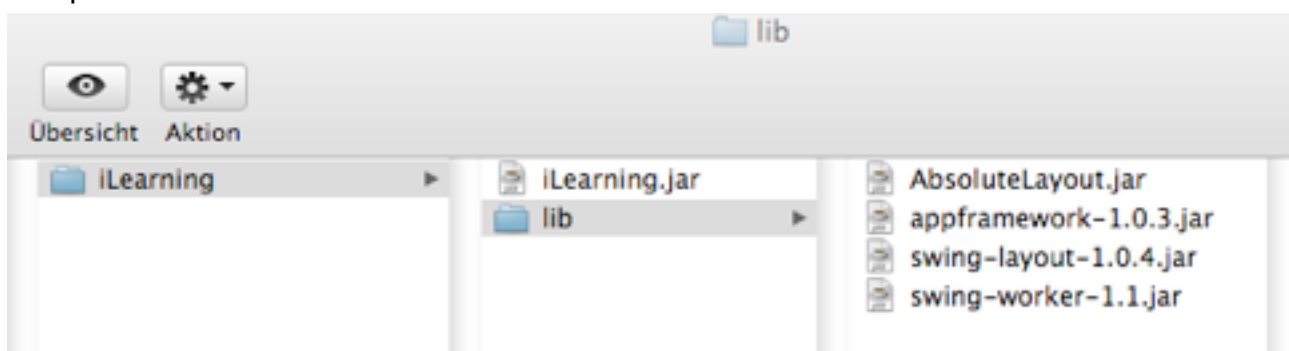 lib
Übersicht Aktion
iLearning
iLearning.jar
lib
AbsoluteLayout.jar
appframework-1.0.3.jar
swing-layout-1.0.4.jar
swing-worker-1.1.jar